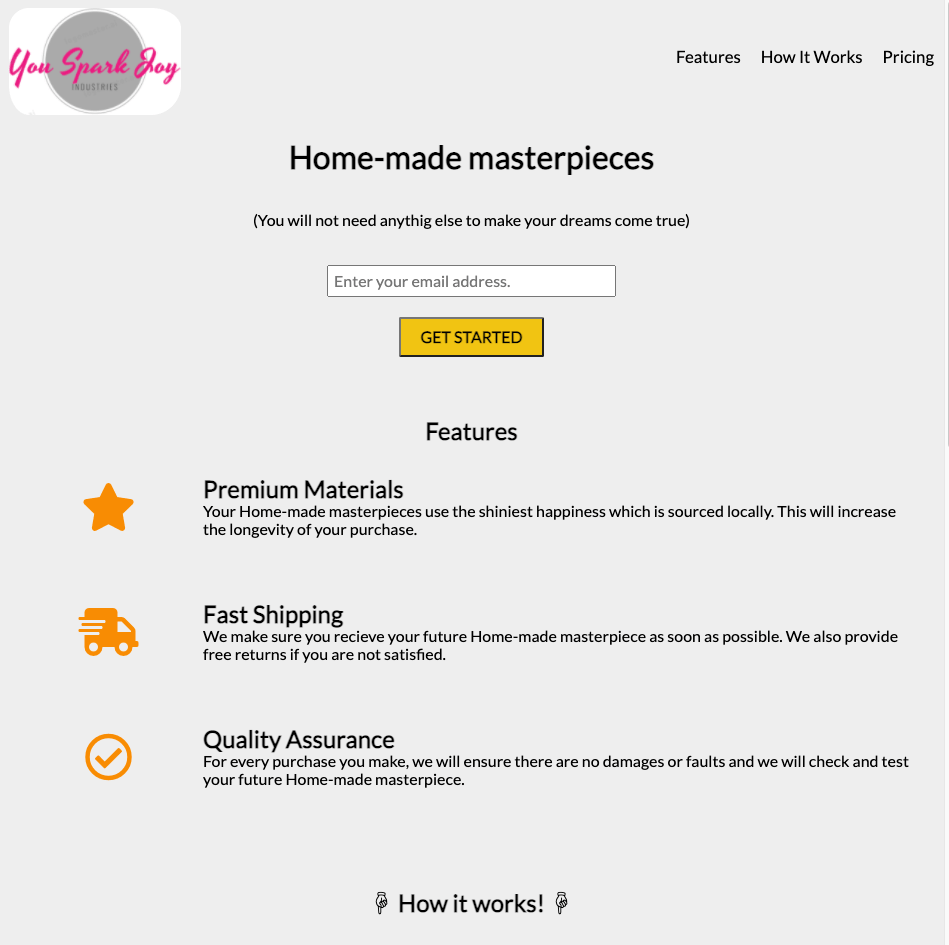 You Spark Joy
INDUSTRIES
Features How It Works Pricing
Home-made masterpieces
(You will not need anythig else to make your dreams come true)
Enter your email address.
GET STARTED
Features
Premium Materials
Your Home-made masterpieces use the shiniest happiness which is sourced locally. This will increase
the longevity of your purchase.
Fast Shipping
We make sure you recieve your future Home-made masterpiece as soon as possible. We also provide
free returns if you are not satisfied.
Quality Assurance
For every purchase you make, we will ensure there are no damages or faults and we will check and test
your future Home-made masterpiece.
☟ How it works! ☟